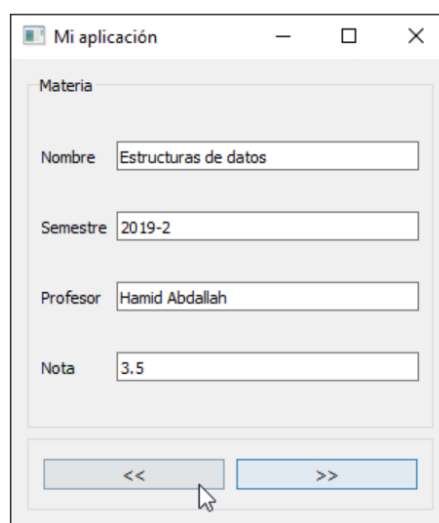 Mi aplicación
Materia
Nombre Estructuras de datos
Semestre 2019-2
Profesor Hamid Abdallah
Nota 3.5
<< >>